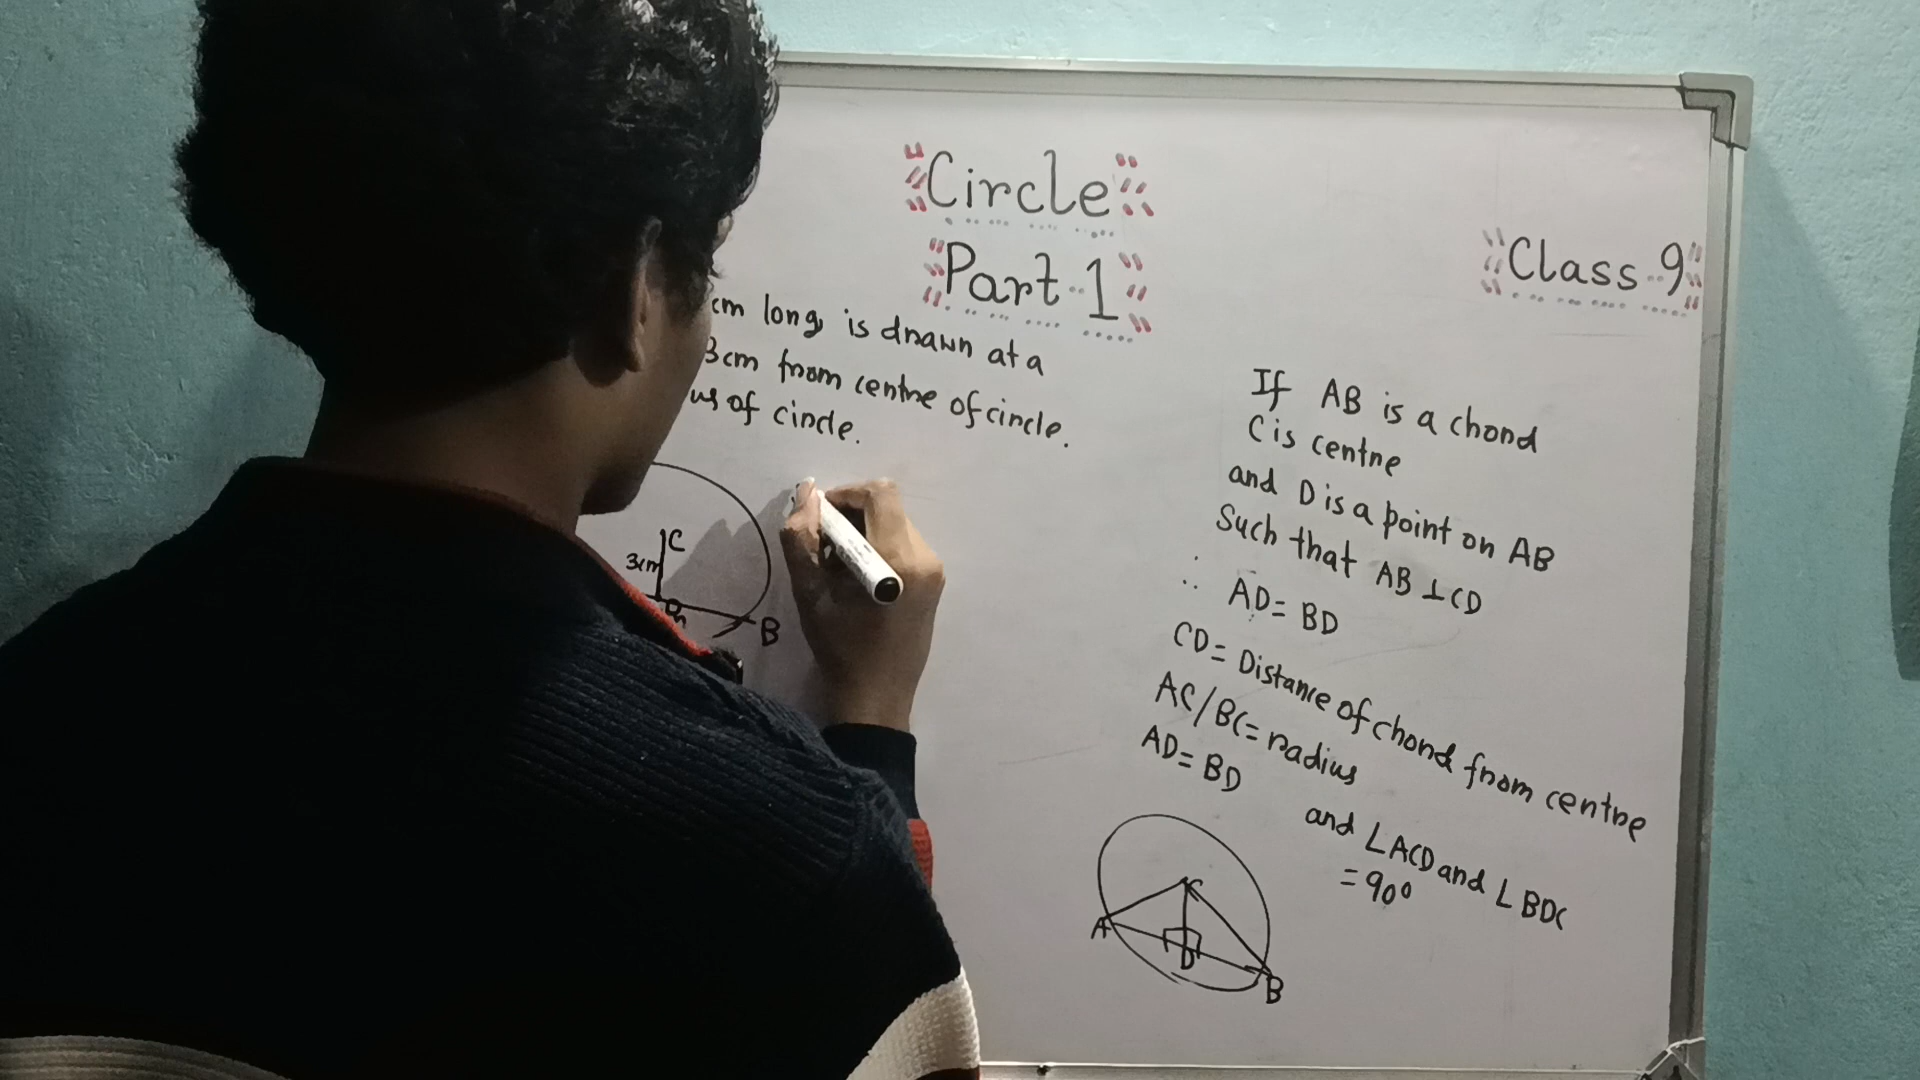 Circle
Part 1
Class 9
cm long, is drawn at a
3cm from centre of circle.
us of circle.
C
3cm
D
B
If AB is a chord
C is centre
and D is a point on AB
Such that AB ⊥ CD
∴ AD = BD
CD = Distance of chord from centre
AC/BC = radius
AD = BD
and ∠ACD and ∠BDC
= 90°
C
A
D
B